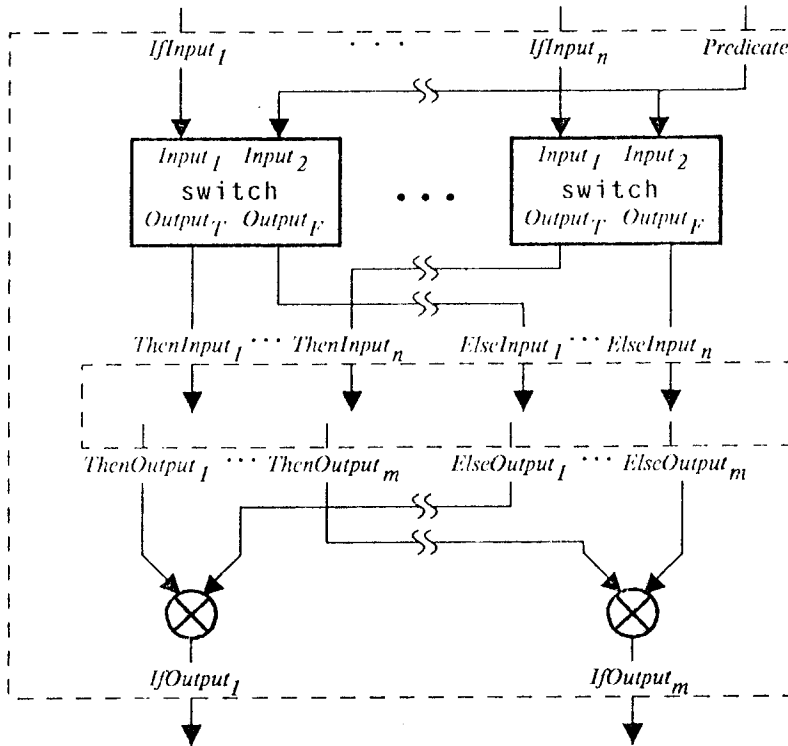 IfInput1 · · · IfInputn Predicate
Input1 Input2 Input1 Input2
switch • • • switch
OutputT OutputF OutputT OutputF
ThenInput1 · · · ThenInputn ElseInput1 · · · ElseInputn
ThenOutput1 · · · ThenOutputm ElseOutput1 · · · ElseOutputm
IfOutput1 IfOutputm